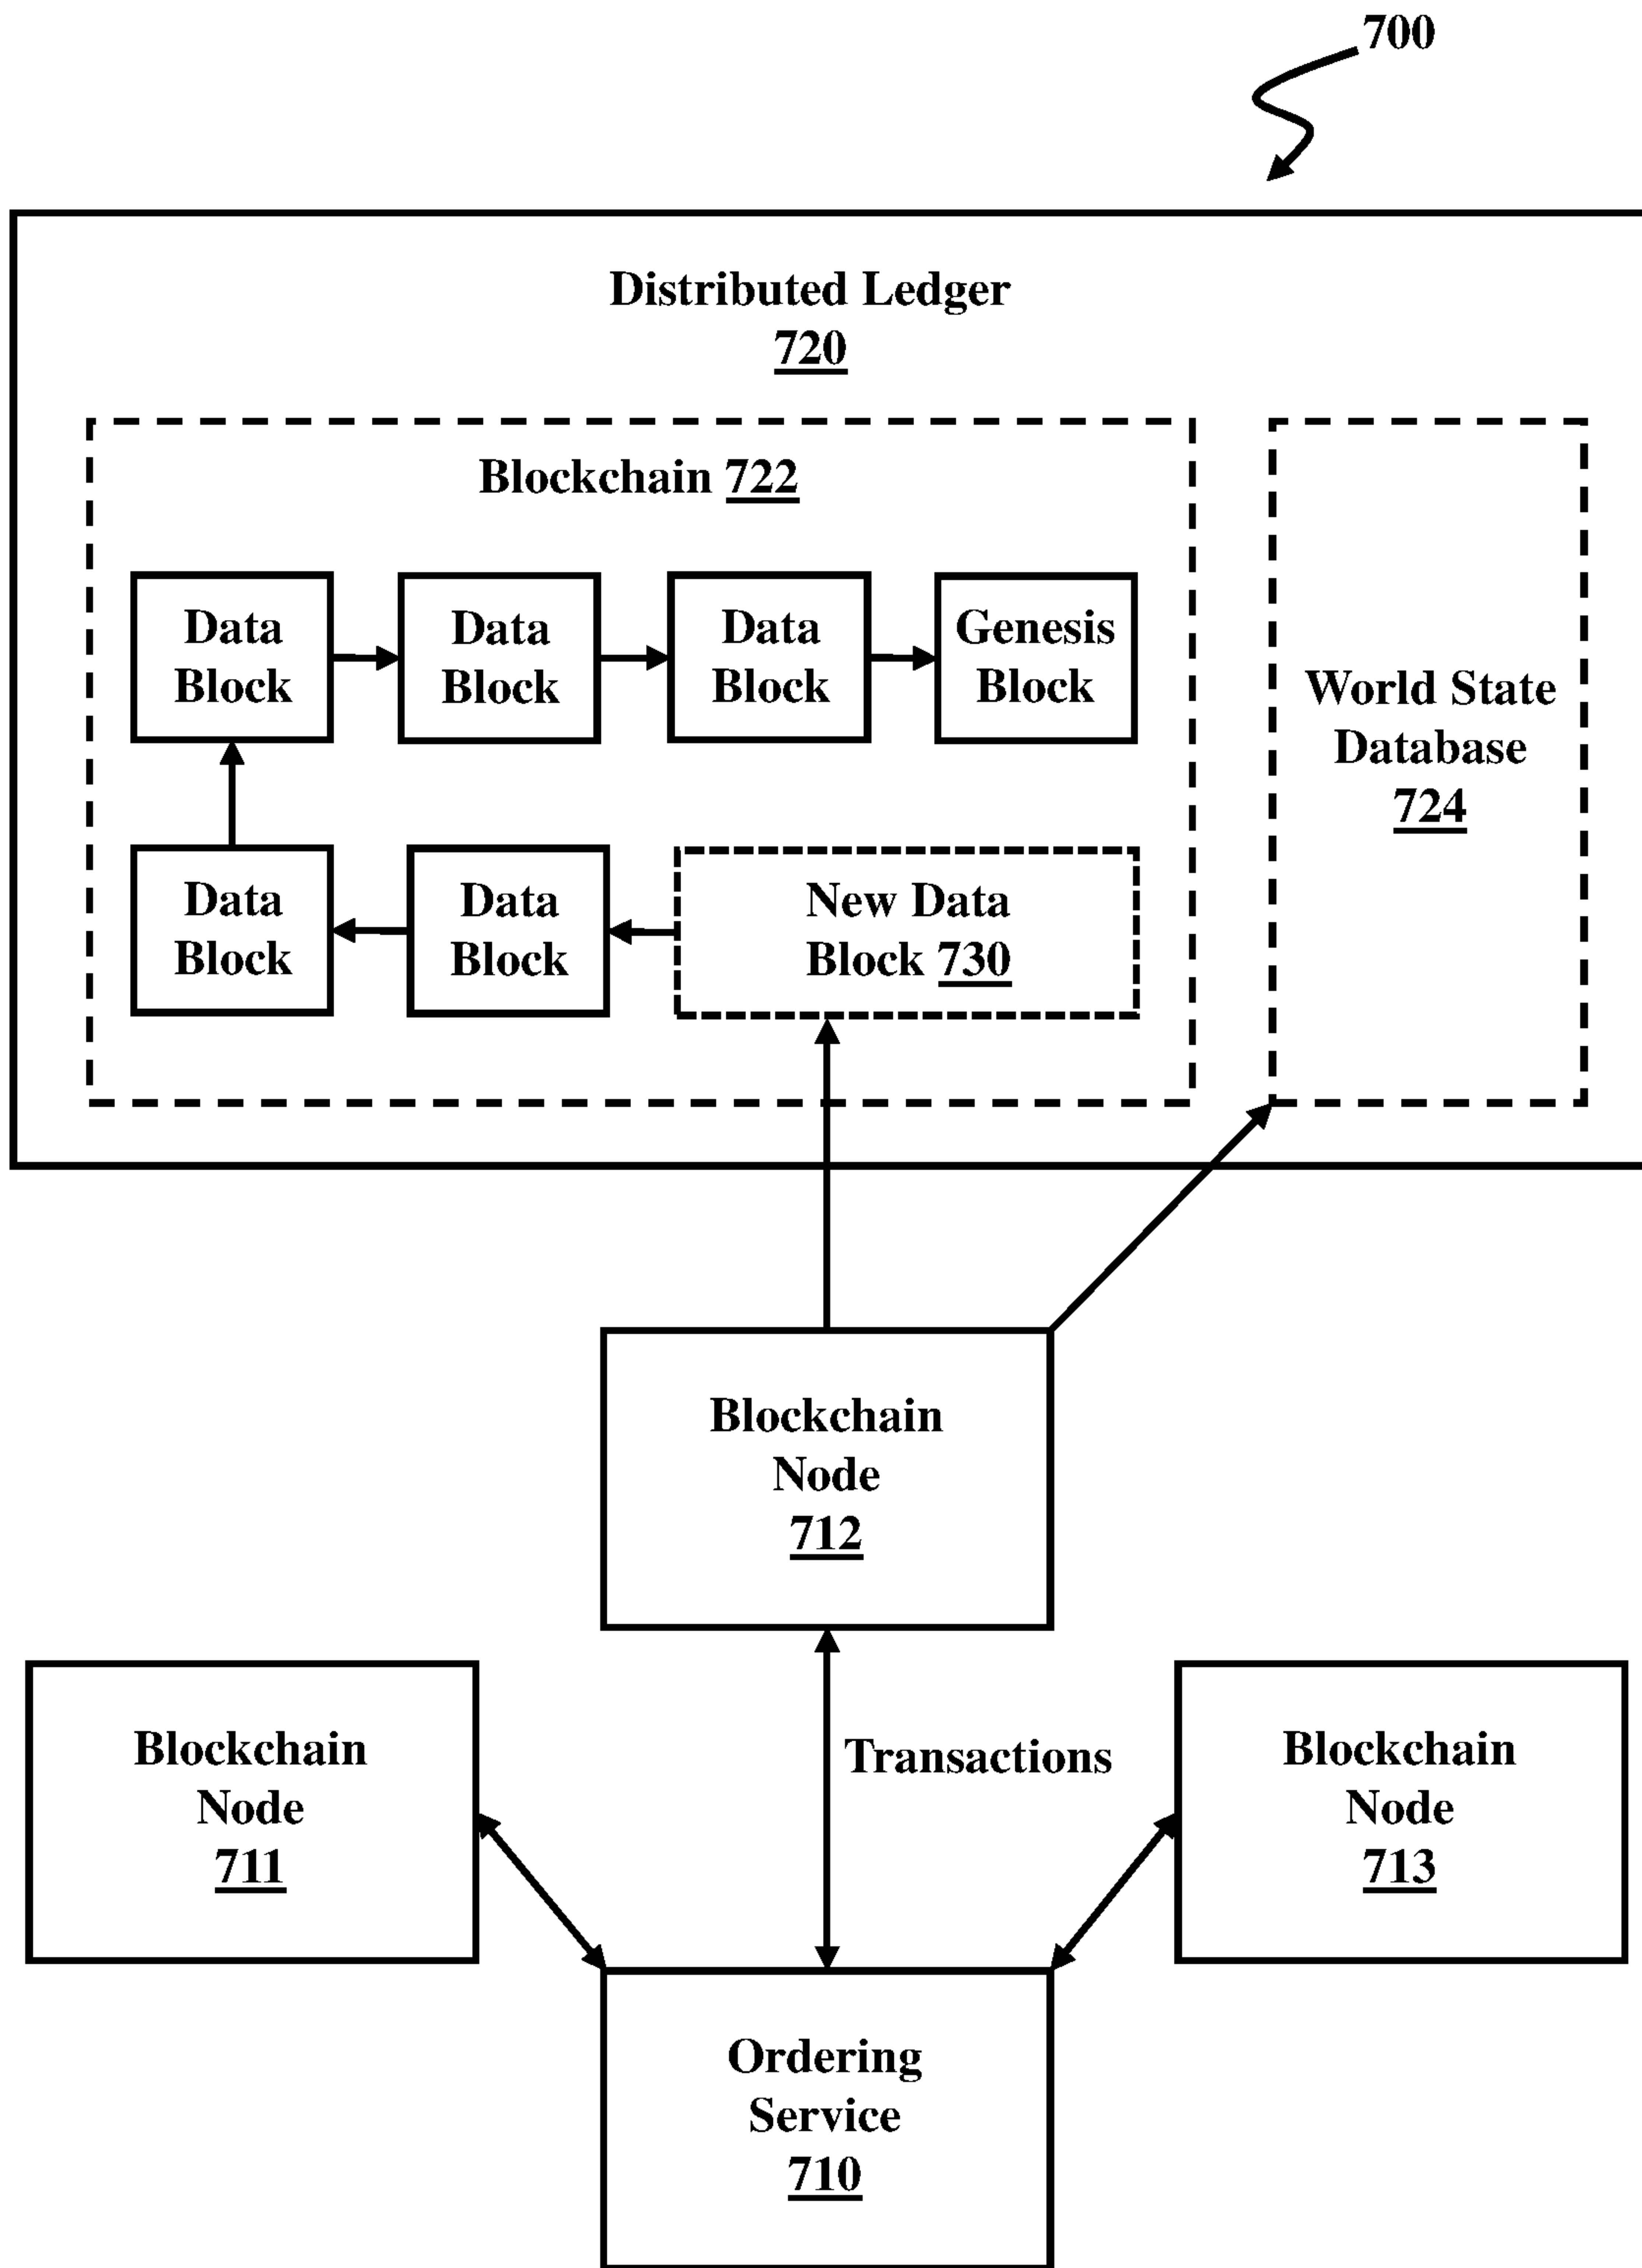 700
Distributed Ledger
720
Blockchain 722
Data
Block
Data
Block
Data
Block
Genesis
Block
World State
Database
724
Data
Block
Data
Block
New Data
Block 730
Blockchain
Node
712
Blockchain
Node
711
Transactions
Blockchain
Node
713
Ordering
Service
710